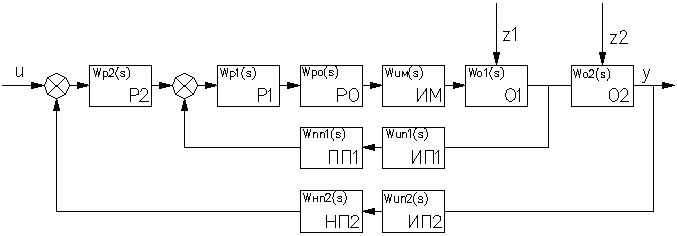 z1
z2
u
Wр2(s)
Р2
Wр1(s)
Р1
Wро(s)
РО
Wим(s)
ИМ
Wо1(s)
О1
Wо2(s)
О2
y
Wпп1(s)
ПП1
Wип1(s)
ИП1
Wнп2(s)
НП2
Wип2(s)
ИП2